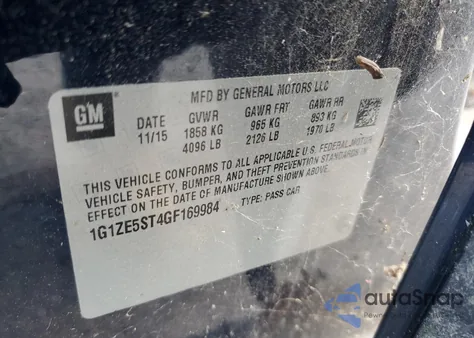 MFD BY GENERAL MOTORS LLC
GM
DATE GVWR GAWR FRT GAWR RR
11/15 1858 KG 965 KG 893 KG
4096 LB 2126 LB 1970 LB
THIS VEHICLE CONFORMS TO ALL APPLICABLE U.S. FEDERAL MOTOR
VEHICLE SAFETY, BUMPER, AND THEFT PREVENTION STANDARDS IN
EFFECT ON THE DATE OF MANUFACTURE SHOWN ABOVE.
1G1ZE5ST4GF169984 TYPE: PASS CAR
autoSnap